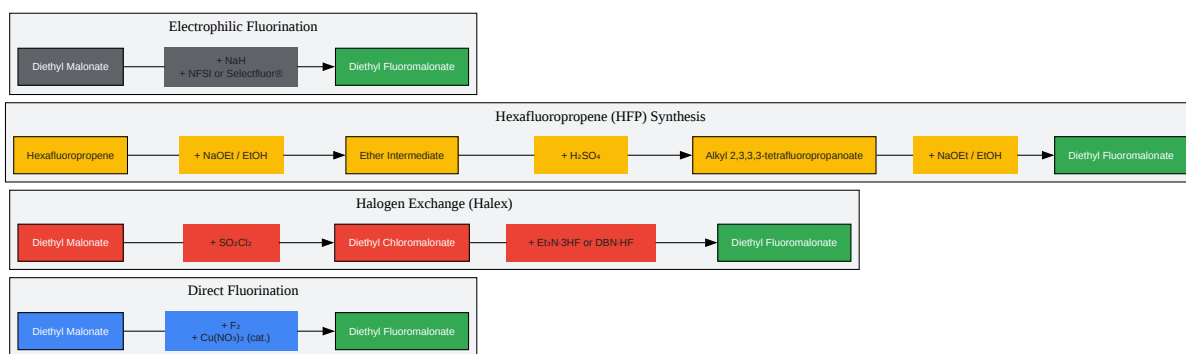 Electrophilic Fluorination
Diethyl Malonate
+ NaH
+ NFSI or Selectfluor®
Diethyl Fluoromalonate
Hexafluoropropene (HFP) Synthesis
Hexafluoropropene
+ NaOEt / EtOH
Ether Intermediate
+ H₂SO₄
Alkyl 2,3,3,3-tetrafluoropropanoate
+ NaOEt / EtOH
Diethyl Fluoromalonate
Halogen Exchange (Halex)
Diethyl Malonate
+ SO₂Cl₂
Diethyl Chloromalonate
+ Et₃N·3HF or DBN·HF
Diethyl Fluoromalonate
Direct Fluorination
Diethyl Malonate
+ F₂
+ Cu(NO₃)₂ (cat.)
Diethyl Fluoromalonate